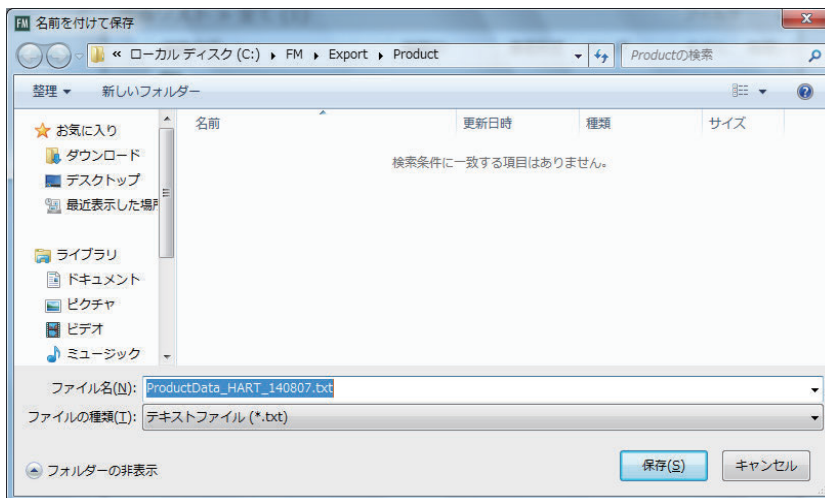 FM 名前を付けて保存
« ローカル ディスク (C:) ▸ FM ▸ Export ▸ Product
Productの検索
整理 新しいフォルダー
名前 更新日時 種類 サイズ
検索条件に一致する項目はありません。
お気に入り
ダウンロード
デスクトップ
最近表示した場所
ライブラリ
ドキュメント
ピクチャ
ビデオ
ミュージック
ファイル名(N): ProductData_HART_140807.txt
ファイルの種類(T): テキストファイル (*.txt)
フォルダーの非表示 保存(S) キャンセル